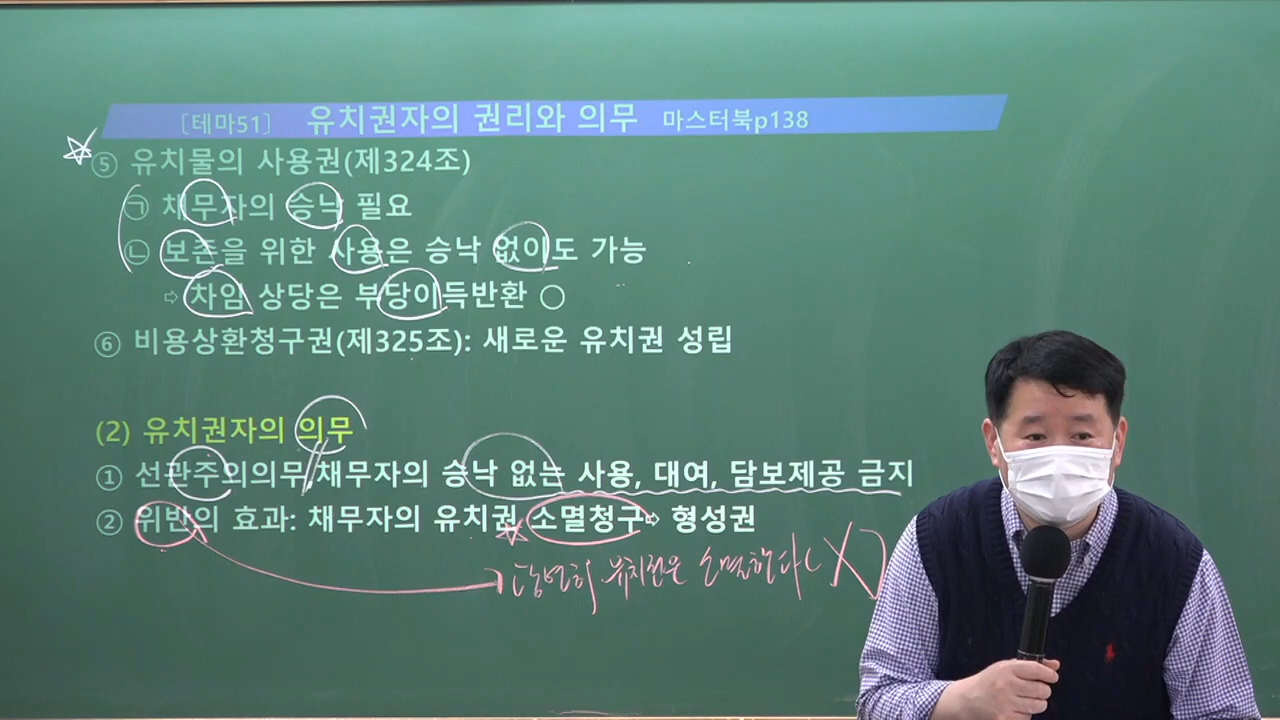 [테마51] 유치권자의 권리와 의무 마스터북p138
⑤ 유치물의 사용권(제324조)
㉠ 채무자의 승낙 필요
㉡ 보존을 위한 사용은 승낙 없이도 가능
⇨ 차임 상당은 부당이득반환 ○
⑥ 비용상환청구권(제325조): 새로운 유치권 성립
(2) 유치권자의 의무
① 선관주의의무,채무자의 승낙 없는 사용, 대여, 담보제공 금지
② 위반의 효과: 채무자의 유치권 소멸청구⇨ 형성권
당연히 유치권은 소멸한다(X)